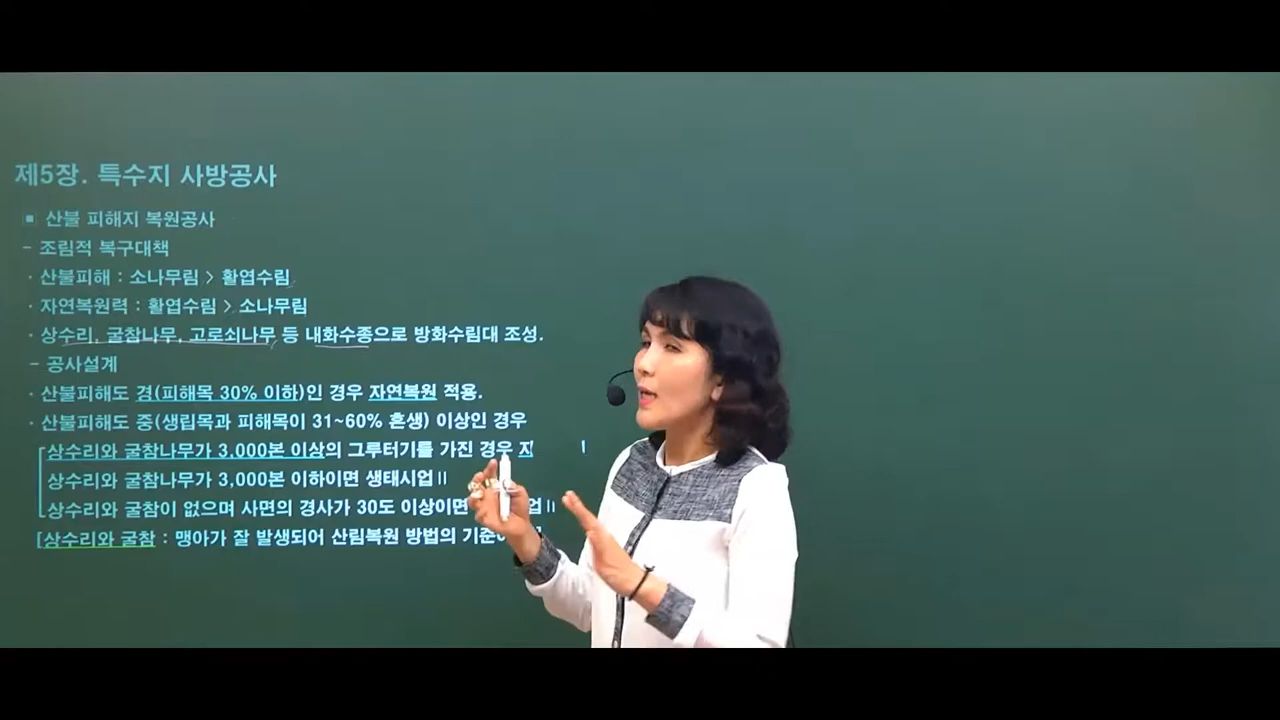 제5장. 특수지 사방공사
▣ 산불 피해지 복원공사
- 조림적 복구대책
· 산불피해 : 소나무림 > 활엽수림
· 자연복원력 : 활엽수림 > 소나무림
· 상수리, 굴참나무, 고로쇠나무 등 내화수종으로 방화수림대 조성.
- 공사설계
· 산불피해도 경(피해목 30% 이하)인 경우 자연복원 적용.
· 산불피해도 중(생립목과 피해목이 31~60% 혼생) 이상인 경우
상수리와 굴참나무가 3,000본 이상의 그루터기를 가진 경우
상수리와 굴참나무가 3,000본 이하이면 생태시업Ⅱ
상수리와 굴참이 없으며 사면의 경사가 30도 이상이면
[상수리와 굴참 : 맹아가 잘 발생되어 산림복원 방법의